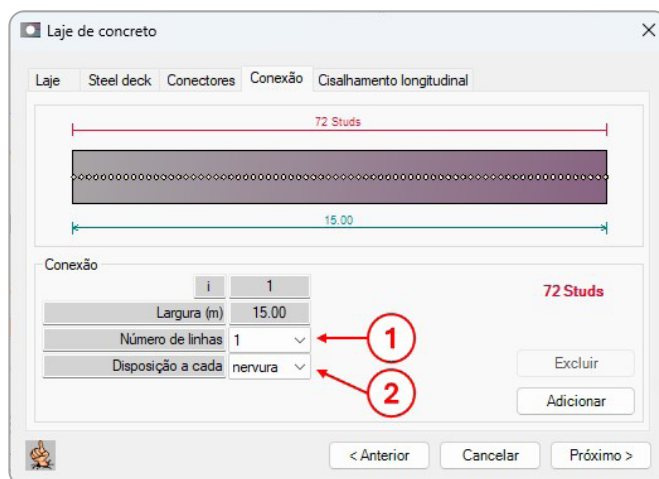 Laje de concreto
Laje Steel deck Conectores Conexão Cisalhamento longitudinal
72 Studs
15.00
Conexão
i 1
72 Studs
Largura (m) 15.00
Número de linhas 1
1
Disposição a cada nervura
2
Excluir
Adicionar
< Anterior Cancelar Próximo >